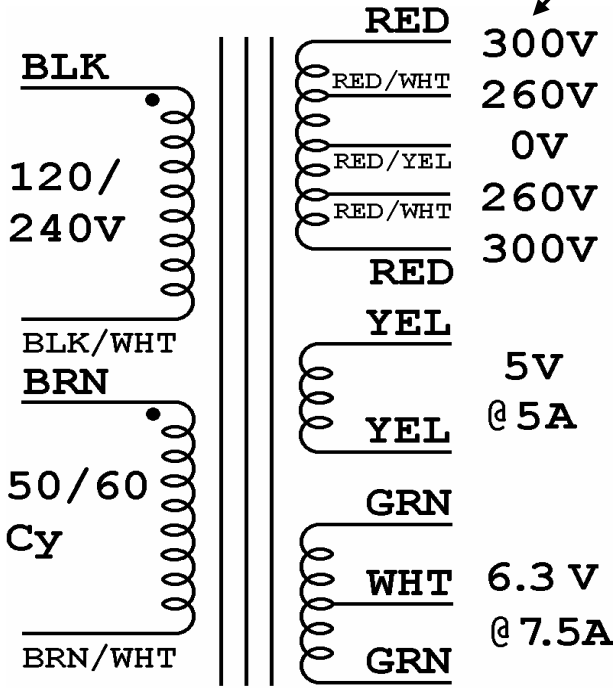 BLK
120/
240V
BLK/WHT
BRN
50/60
Cy
BRN/WHT
RED
300V
RED/WHT
260V
0V
RED/YEL
260V
RED/WHT
300V
RED
YEL
5V
@5A
YEL
GRN
WHT
6.3 V
@7.5A
GRN